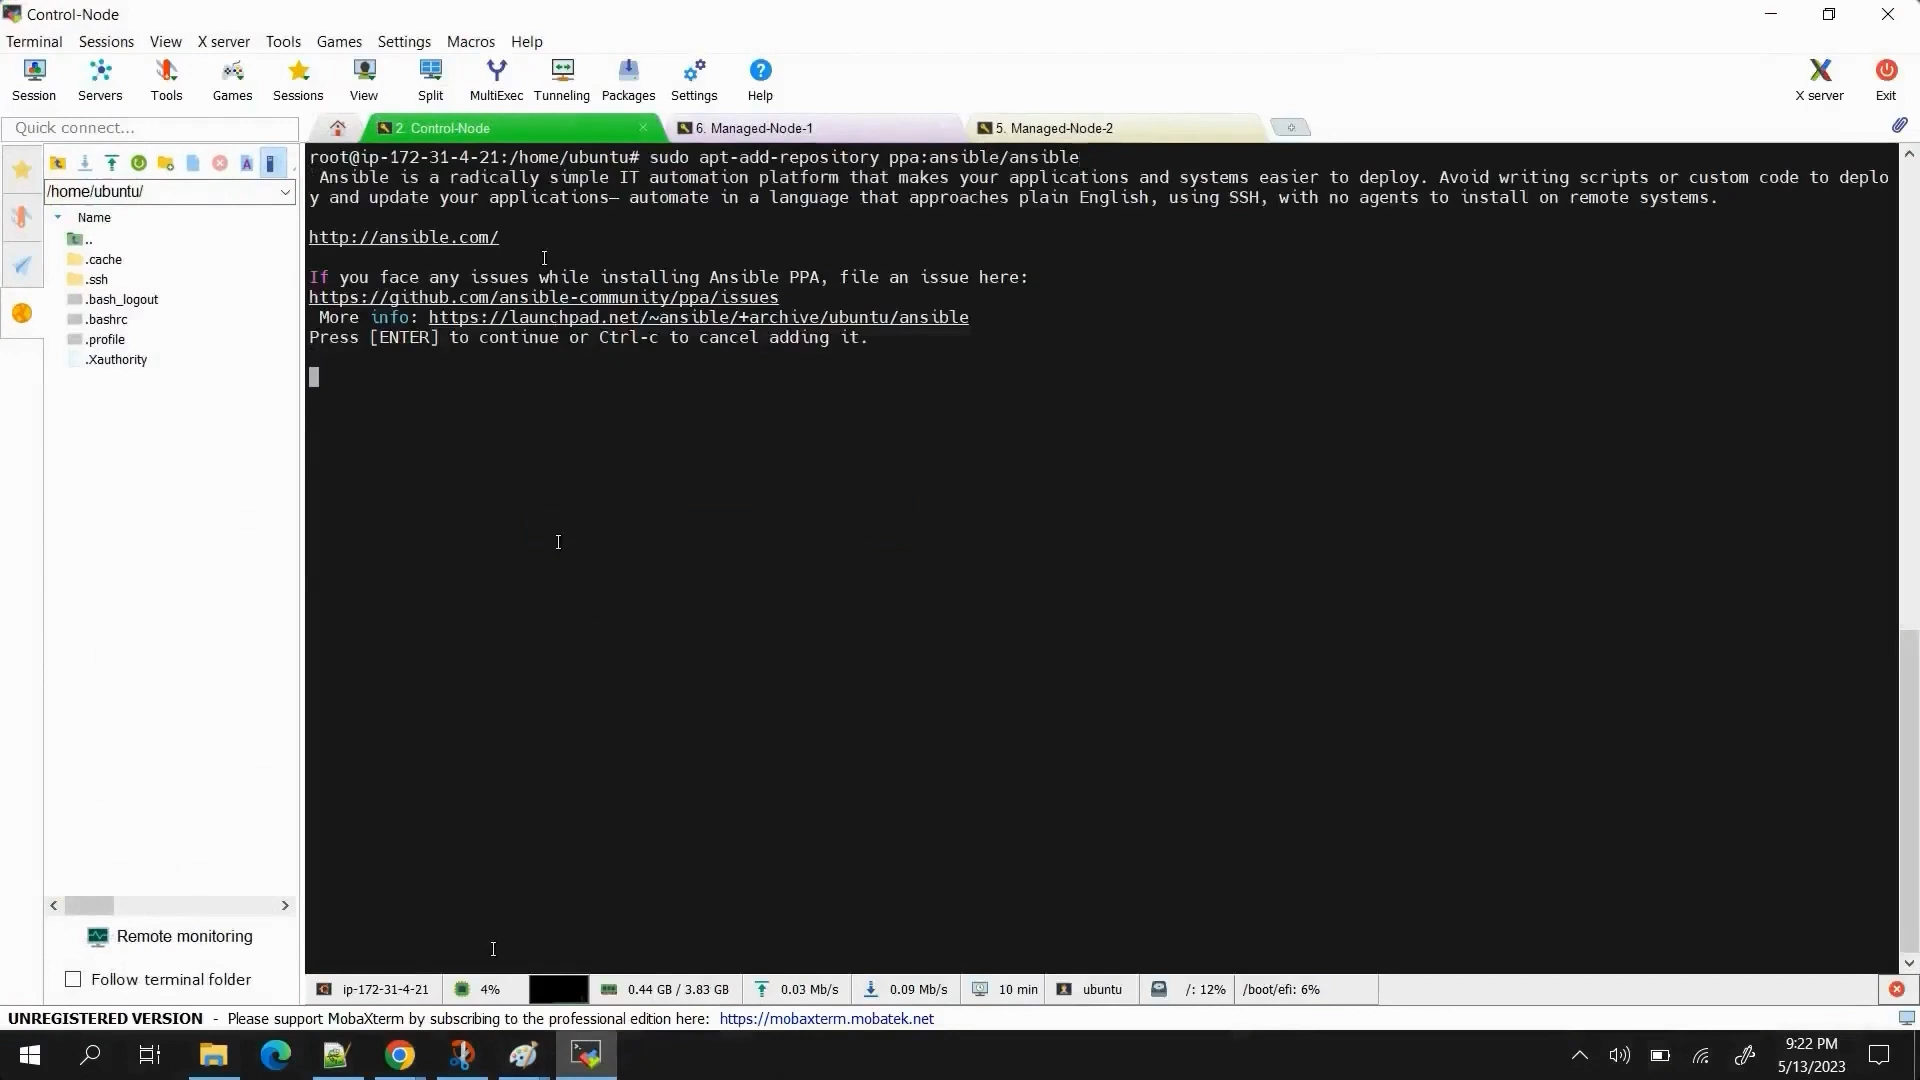 Control-Node
Terminal Sessions View X server Tools Games Settings Macros Help
Session Servers Tools Games Sessions View Split MultiExec Tunneling Packages Settings Help X server Exit
Quick connect...
2. Control-Node
6. Managed-Node-1
5. Managed-Node-2
/home/ubuntu/
Name
..
.cache
.ssh
.bash_logout
.bashrc
.profile
.Xauthority
root@ip-172-31-4-21:/home/ubuntu# sudo apt-add-repository ppa:ansible/ansible
Ansible is a radically simple IT automation platform that makes your applications and systems easier to deploy. Avoid writing scripts or custom code to deplo
y and update your applications— automate in a language that approaches plain English, using SSH, with no agents to install on remote systems.
http://ansible.com/
If you face any issues while installing Ansible PPA, file an issue here:
https://github.com/ansible-community/ppa/issues
More info: https://launchpad.net/~ansible/+archive/ubuntu/ansible
Press [ENTER] to continue or Ctrl-c to cancel adding it.
Remote monitoring
Follow terminal folder
ip-172-31-4-21 4% 0.44 GB / 3.83 GB 0.03 Mb/s 0.09 Mb/s 10 min ubuntu /: 12% /boot/efi: 6%
UNREGISTERED VERSION - Please support MobaXterm by subscribing to the professional edition here: https://mobaxterm.mobatek.net
9:22 PM
5/13/2023